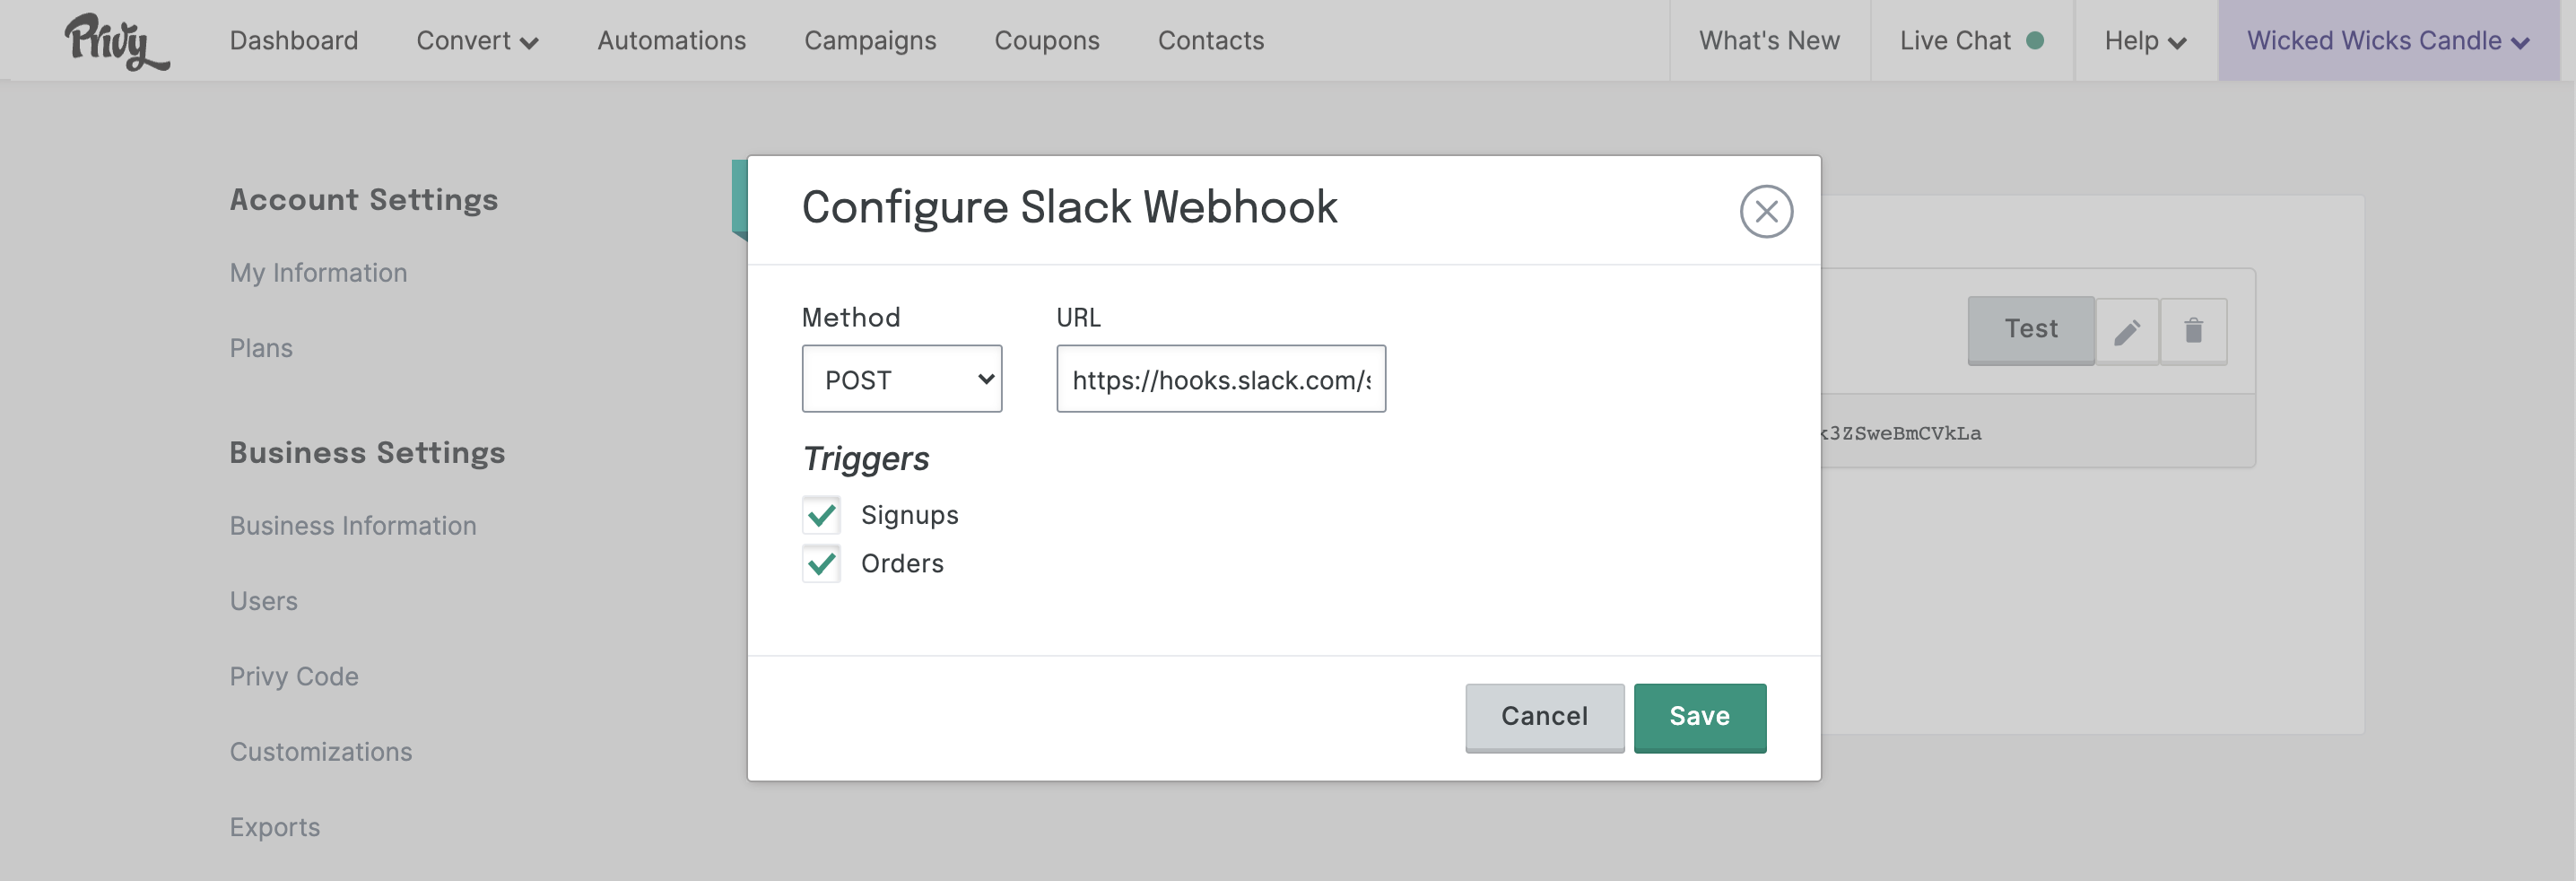 Privy Dashboard Convert Automations Campaigns Coupons Contacts What's New Live Chat Help Wicked Wicks Candle
Account Settings
My Information
Plans
Business Settings
Business Information
Users
Privy Code
Customizations
Exports
Configure Slack Webhook
Method URL
POST https://hooks.slack.com/s
Triggers
Signups
Orders
Cancel Save
Test
k3ZSweBmCVkLa